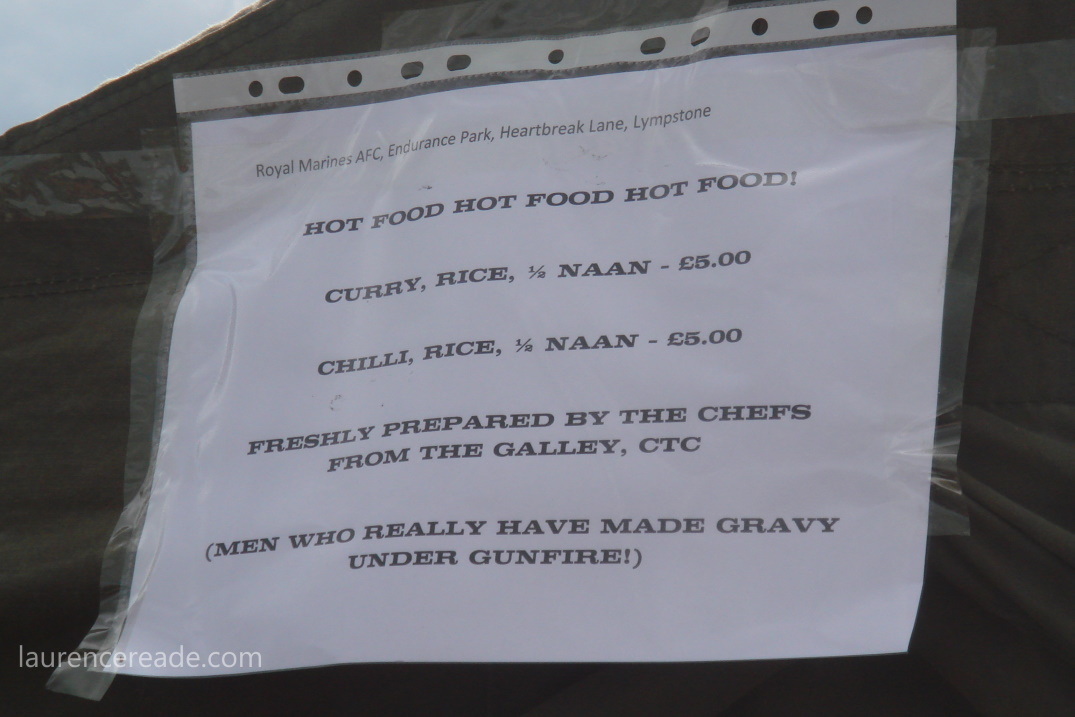 Royal Marines AFC, Endurance Park, Heartbreak Lane, Lympstone
HOT FOOD HOT FOOD HOT FOOD!
CURRY, RICE, ½ NAAN - £5.00
CHILLI, RICE, ½ NAAN - £5.00
FRESHLY PREPARED BY THE CHEFS
FROM THE GALLEY, CTC
(MEN WHO REALLY HAVE MADE GRAVY
UNDER GUNFIRE!)
laurencereade.com